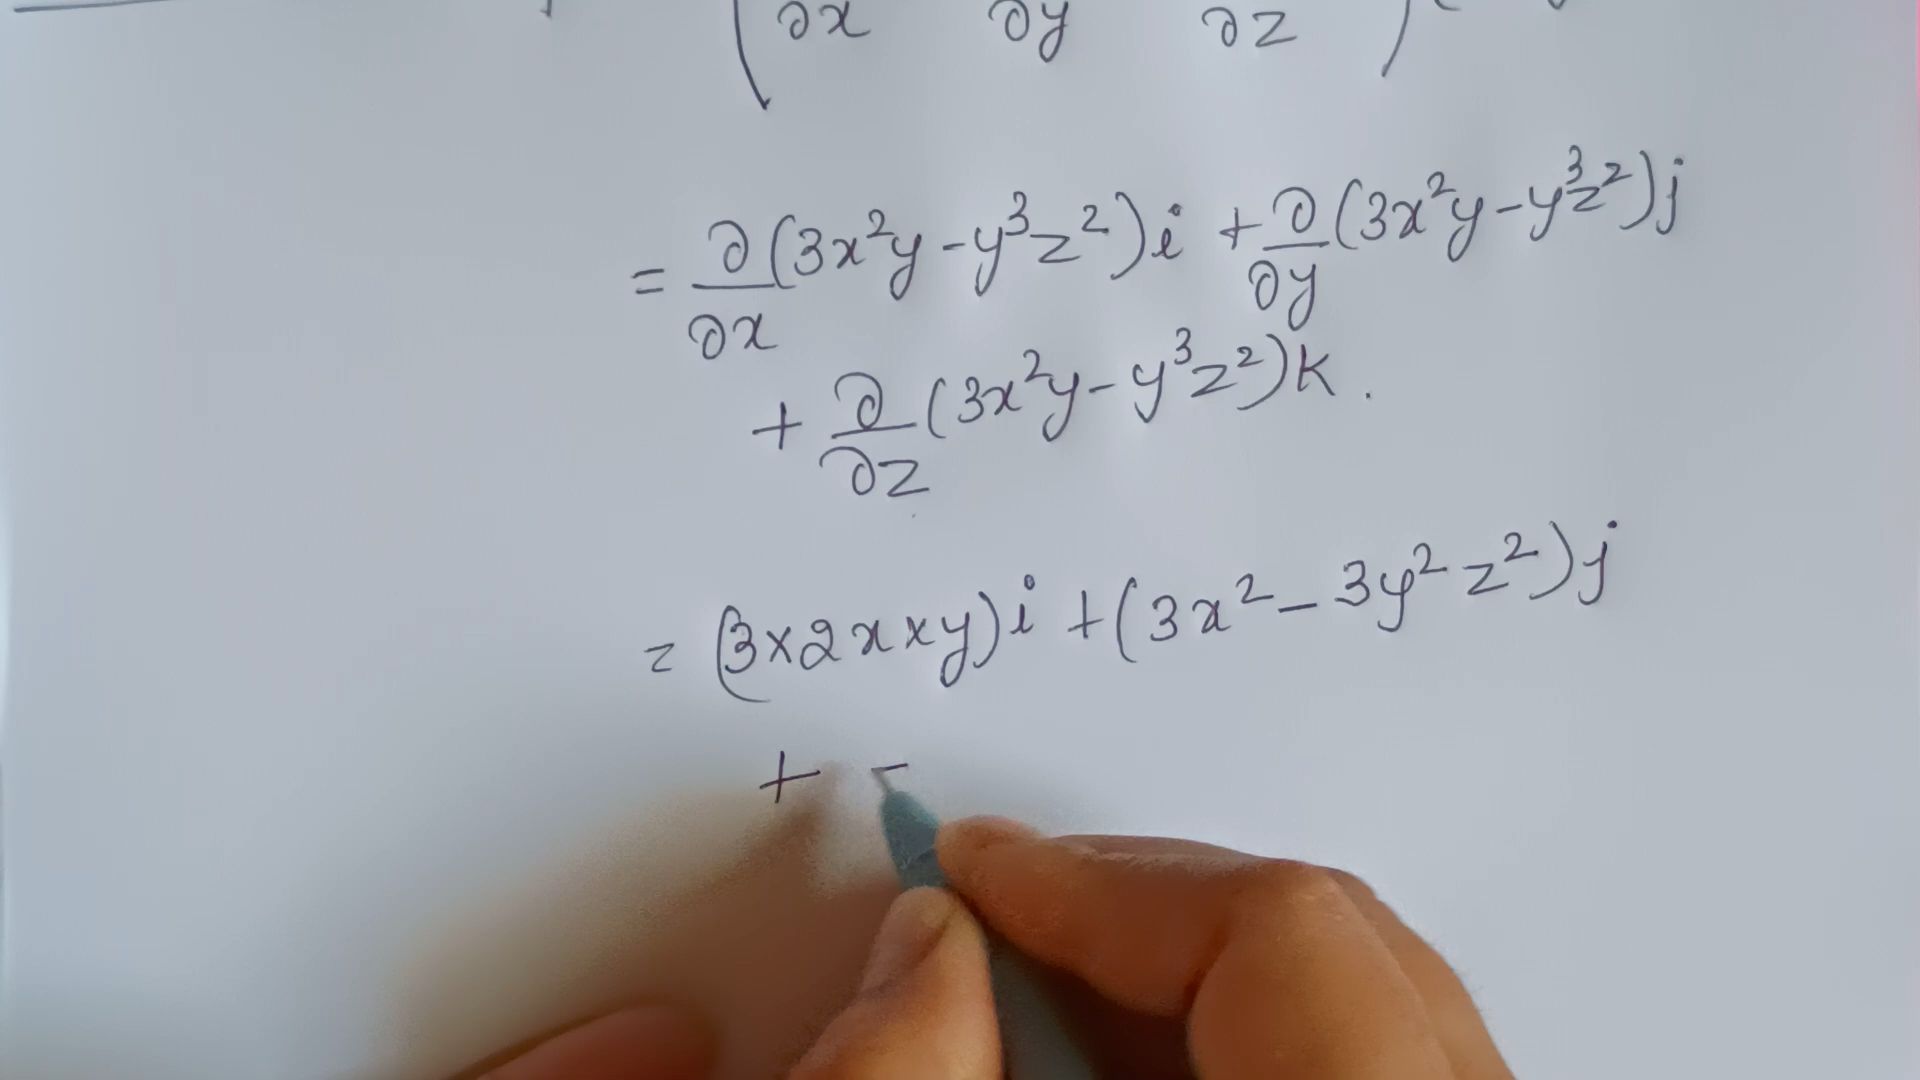 (∂x ∂y ∂z)
= ∂/∂x (3x²y - y³z²)i + ∂/∂y (3x²y - y³z²)j
+ ∂/∂z (3x²y - y³z²)k.
= (3×2x×y)i + (3x² - 3y²z²)j
+ -